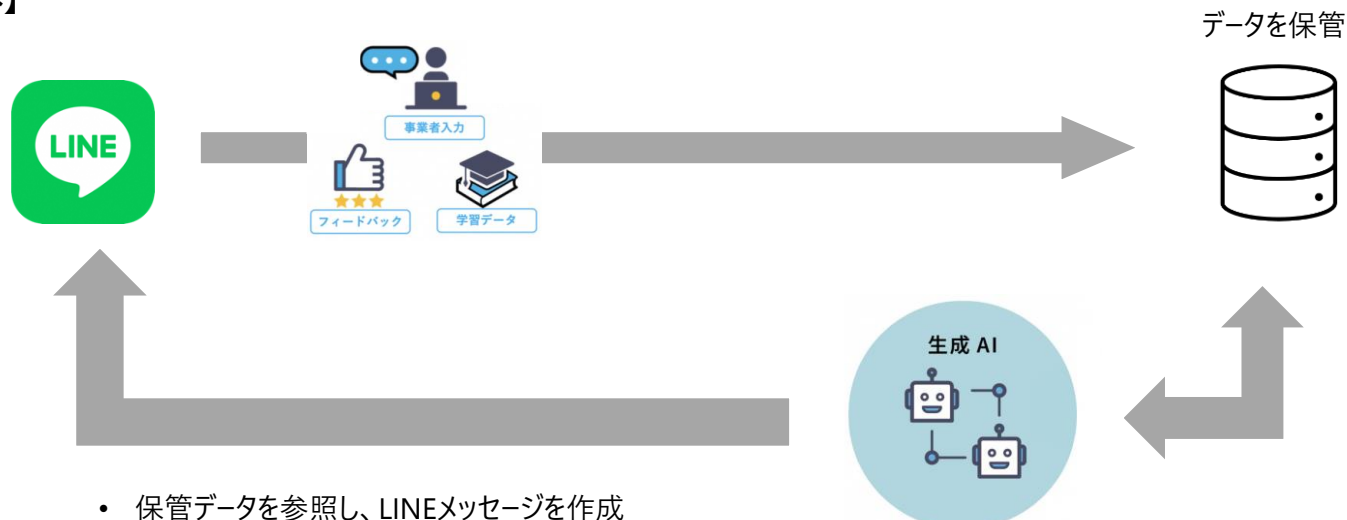 データを保管
LINE
事業者入力
フィードバック
学習データ
生成 AI
• 保管データを参照し、LINEメッセージを作成